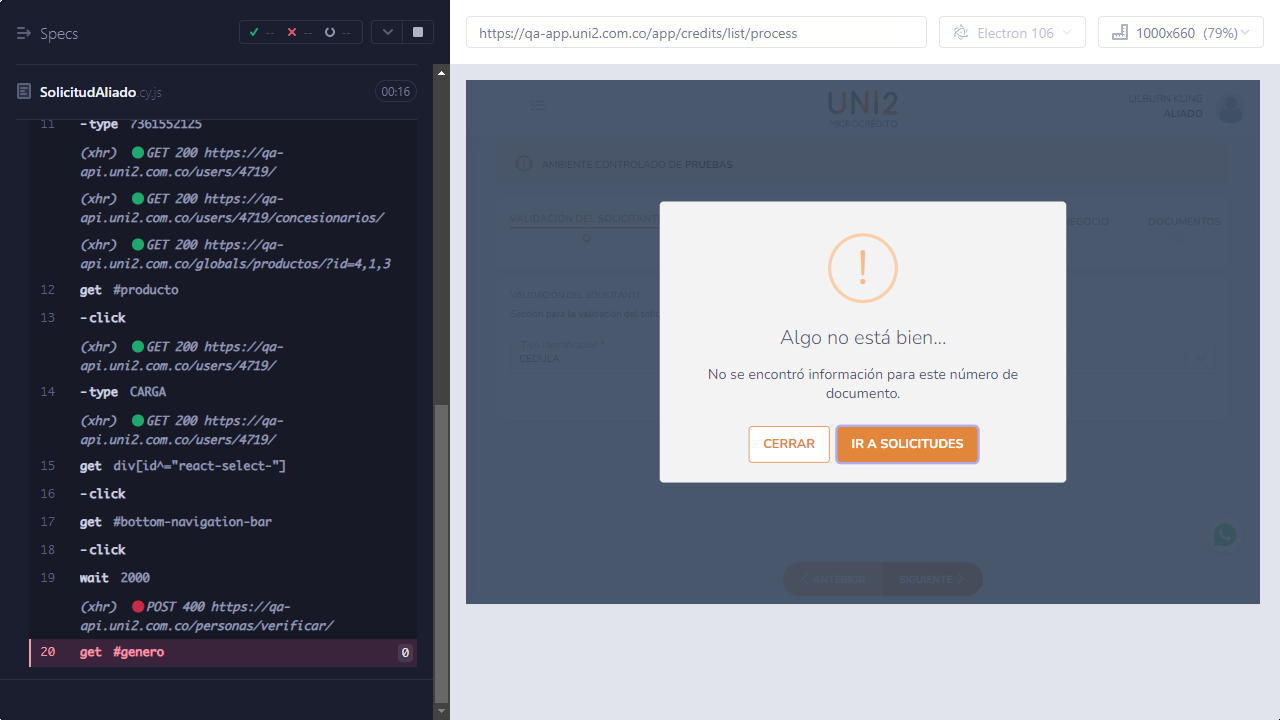 Specs
--
--
--
https://qa-app.uni2.com.co/app/credits/list/process
Electron 106
1000x660 (79%)
SolicitudAliado.cy.js
00:16
11 -type 7361552125
(xhr) GET 200 https://qa-
api.uni2.com.co/users/4719/
(xhr) GET 200 https://qa-
api.uni2.com.co/users/4719/concesionarios/
(xhr) GET 200 https://qa-
api.uni2.com.co/globals/productos/?id=4,1,3
12 get #producto
13 -click
(xhr) GET 200 https://qa-
api.uni2.com.co/users/4719/
14 -type CARGA
(xhr) GET 200 https://qa-
api.uni2.com.co/users/4719/
15 get div[id^="react-select-"]
16 -click
17 get #bottom-navigation-bar
18 -click
19 wait 2000
(xhr) POST 400 https://qa-
api.uni2.com.co/personas/verificar/
20 get #genero 0
UNI2
MICROCRÉDITO
LILBURN KLING
ALIADO
AMBIENTE CONTROLADO DE PRUEBAS
VALIDACIÓN DEL SOLICITANT
NEGOCIO
DOCUMENTOS
VALIDACIÓN DEL SOLICITANTE
Sección para la validación del solic
Tipo identificación *
CEDULA
Algo no está bien...
No se encontró información para este número de
documento.
CERRAR
IR A SOLICITUDES
ANTERIOR
SIGUIENTE